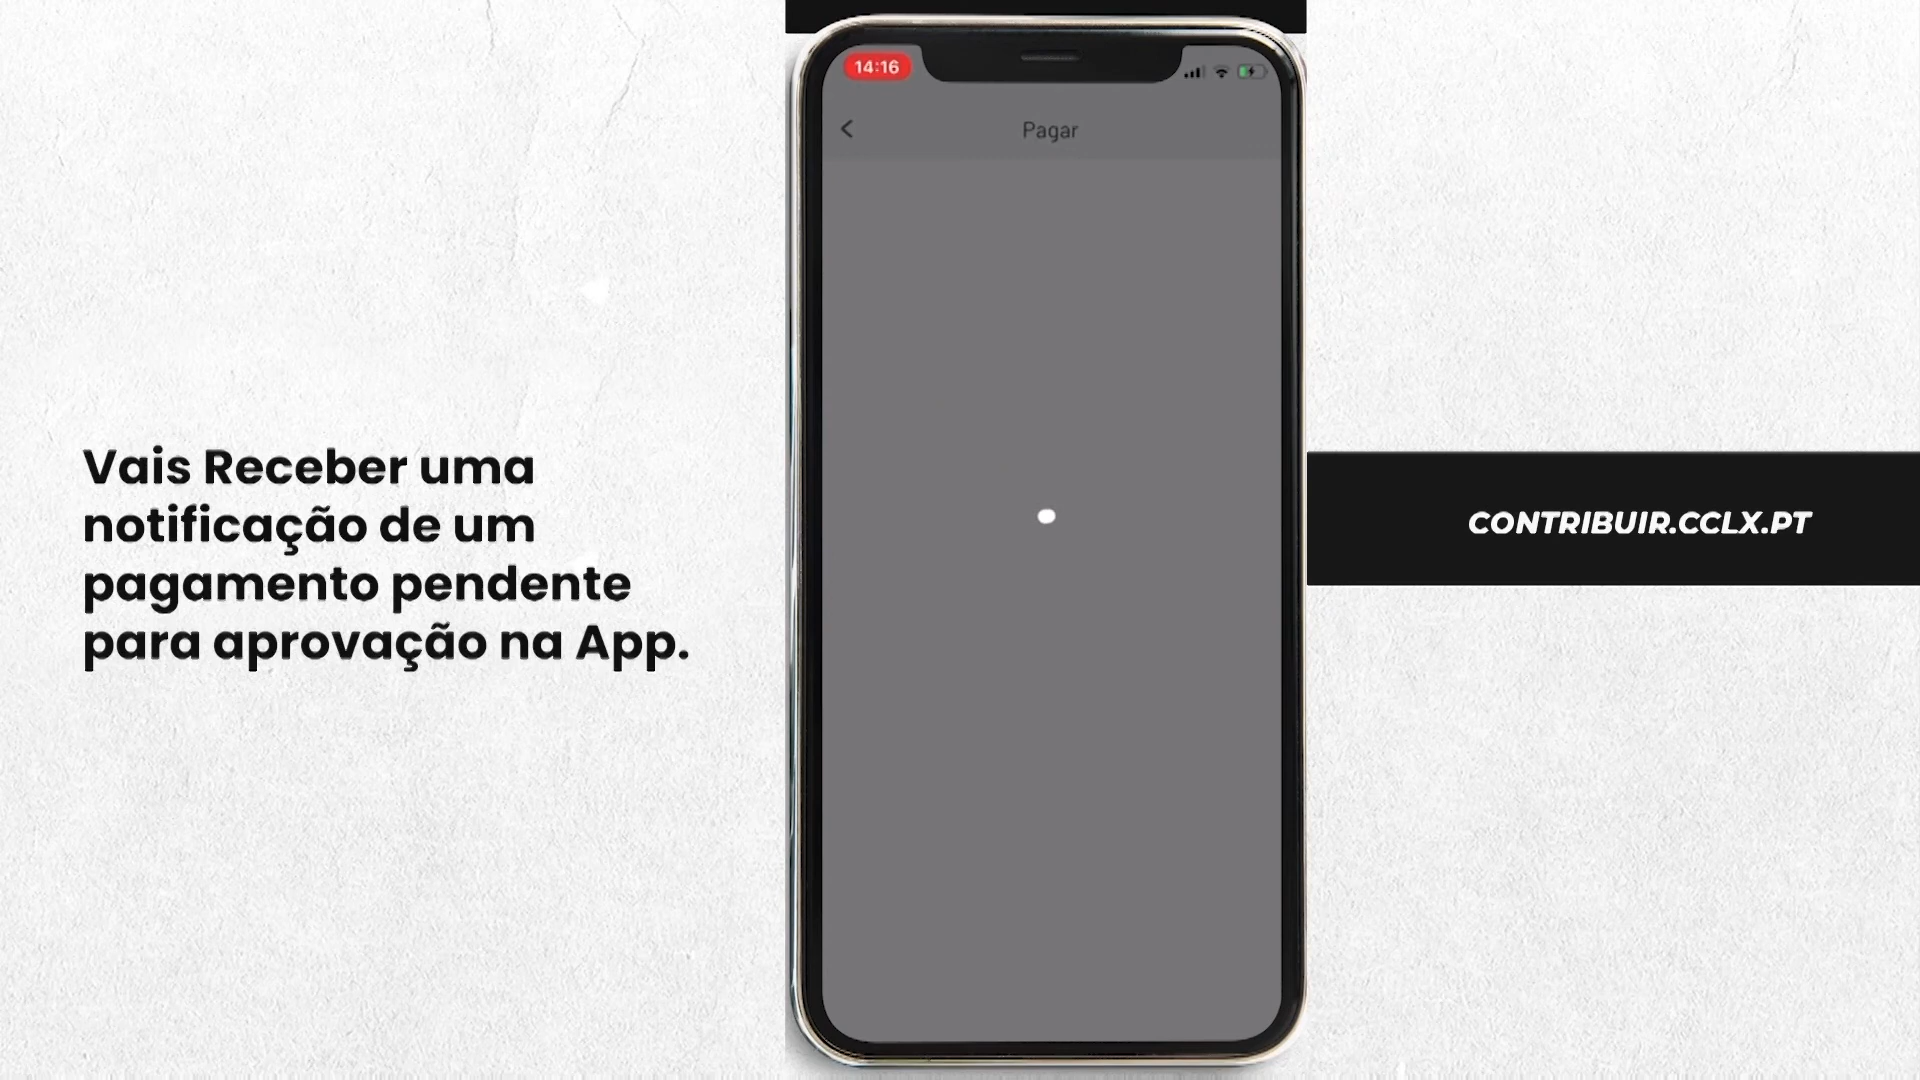 14:16
Pagar
Vais Receber uma
notificação de um
pagamento pendente
para aprovação na App.
CONTRIBUIR.CCLX.PT